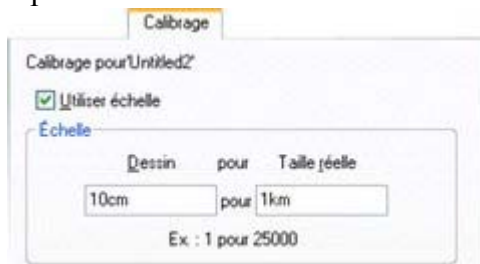 Calibrage
Calibrage pour'Untitled2'
Utiliser échelle
Échelle
Dessin pour Taille réelle
10cm pour 1km
Ex. : 1 pour 25000